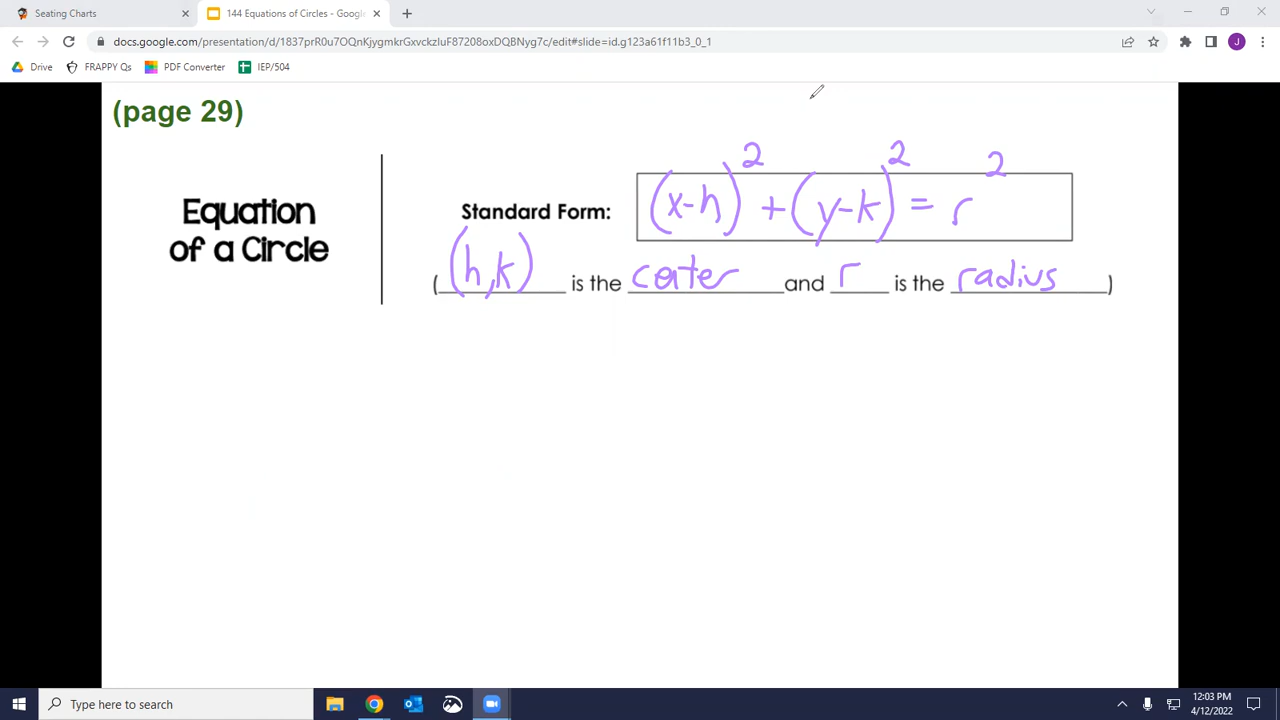 Seating Charts
144 Equations of Circles - Google
docs.google.com/presentation/d/1837prR0u7OQnKjygmkrGxvckzluF87208oxDQBNyg7c/edit#slide=id.g123a61f11b3_0_1
Drive FRAPPY Qs PDF Converter IEP/504
J
(page 29)
Equation
of a Circle
Standard Form: (x-h)² + (y-k)² = r²
((h,k) is the center and r is the radius)
Type here to search
12:03 PM
4/12/2022